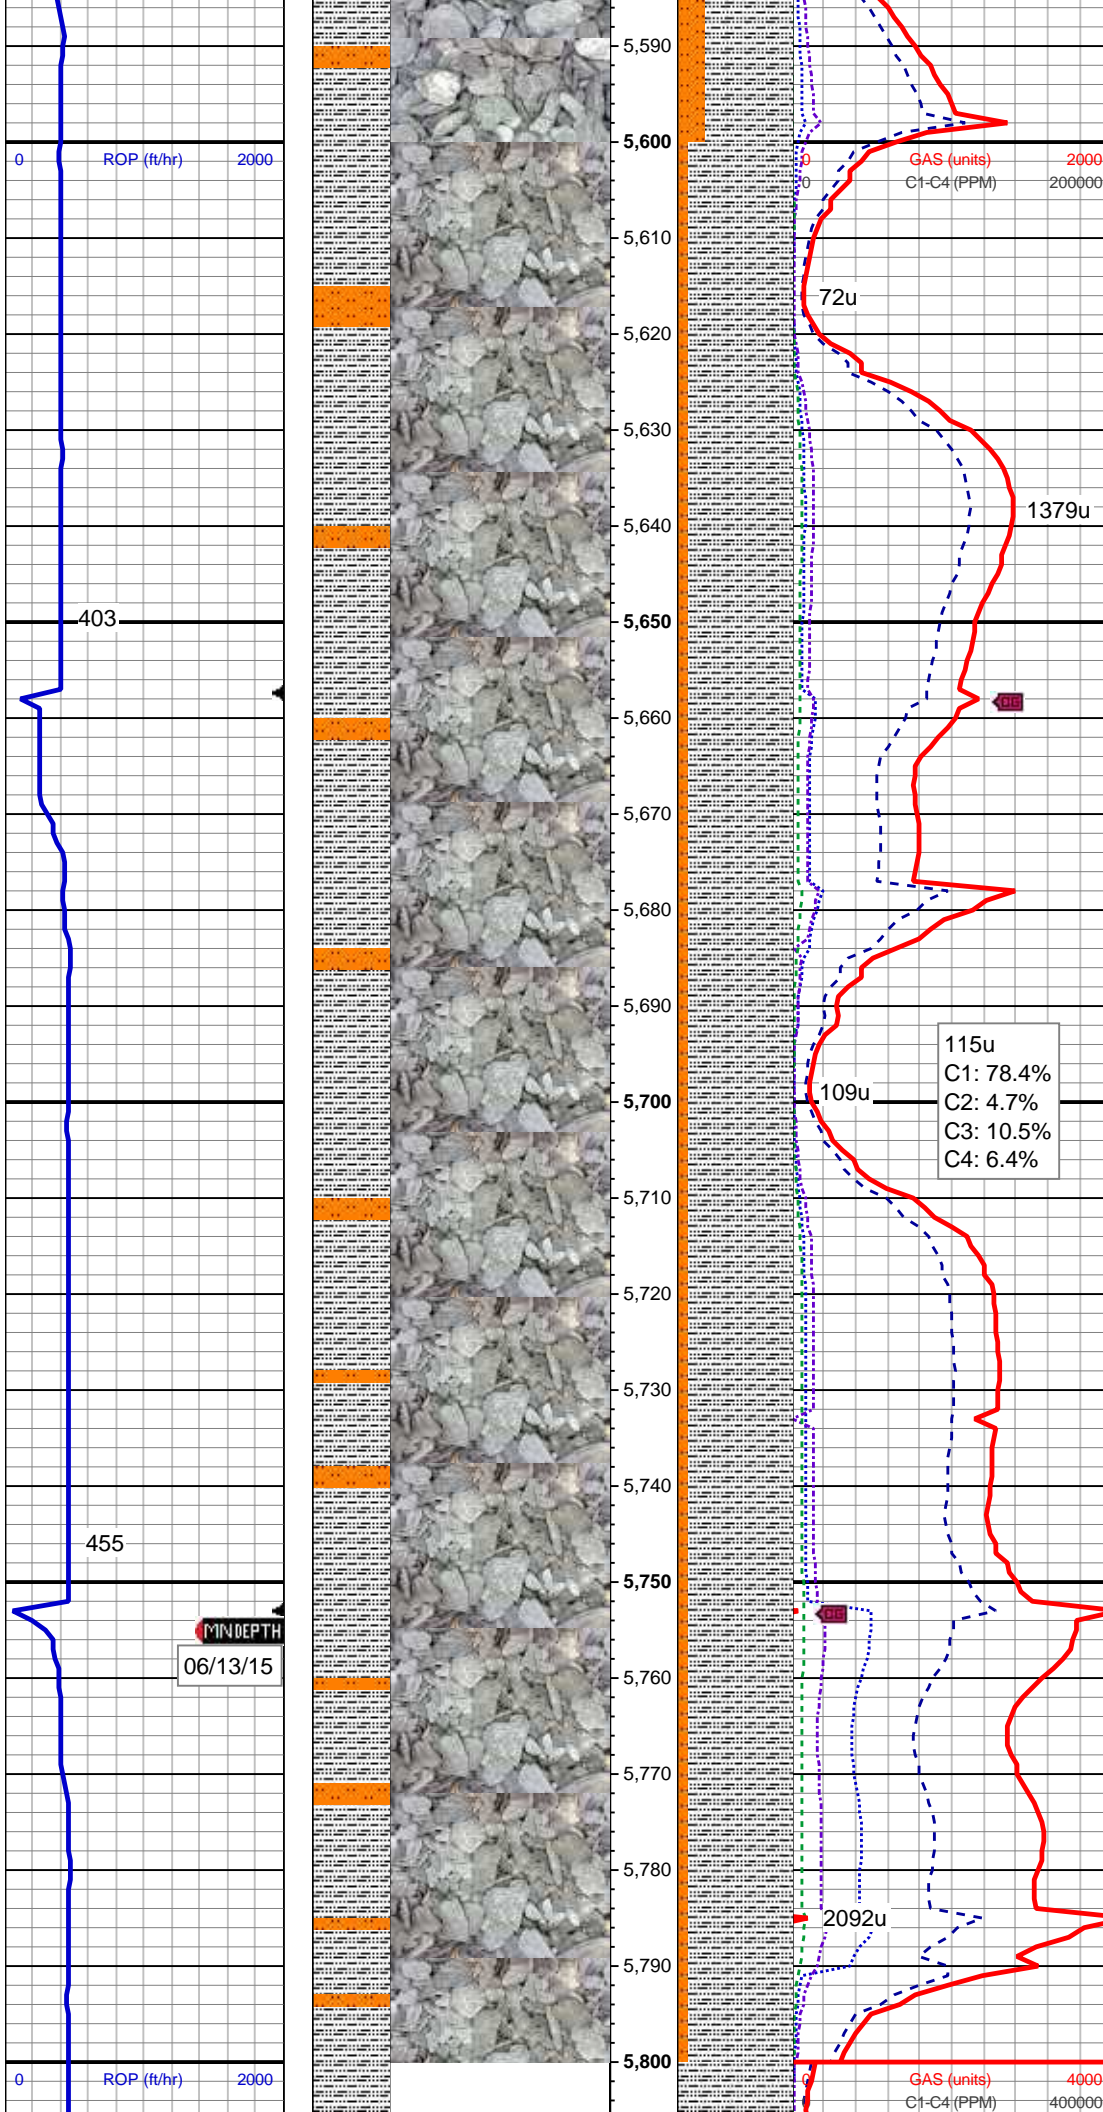 5,590
5,600
0 ROP (ft/hr) 2000
0 GAS (units) 2000
0 C1-C4 (PPM) 200000
5,610
72u
5,620
5,630
1379u
5,640
403
5,650
DG
5,660
5,670
5,680
5,690
115u
C1: 78.4%
C2: 4.7%
C3: 10.5%
C4: 6.4%
109u
5,700
5,710
5,720
5,730
5,740
455
5,750
DG
MN DEPTH
06/13/15
5,760
5,770
5,780
2092u
5,790
5,800
0 ROP (ft/hr) 2000
0 GAS (units) 4000
C1-C4 (PPM) 400000